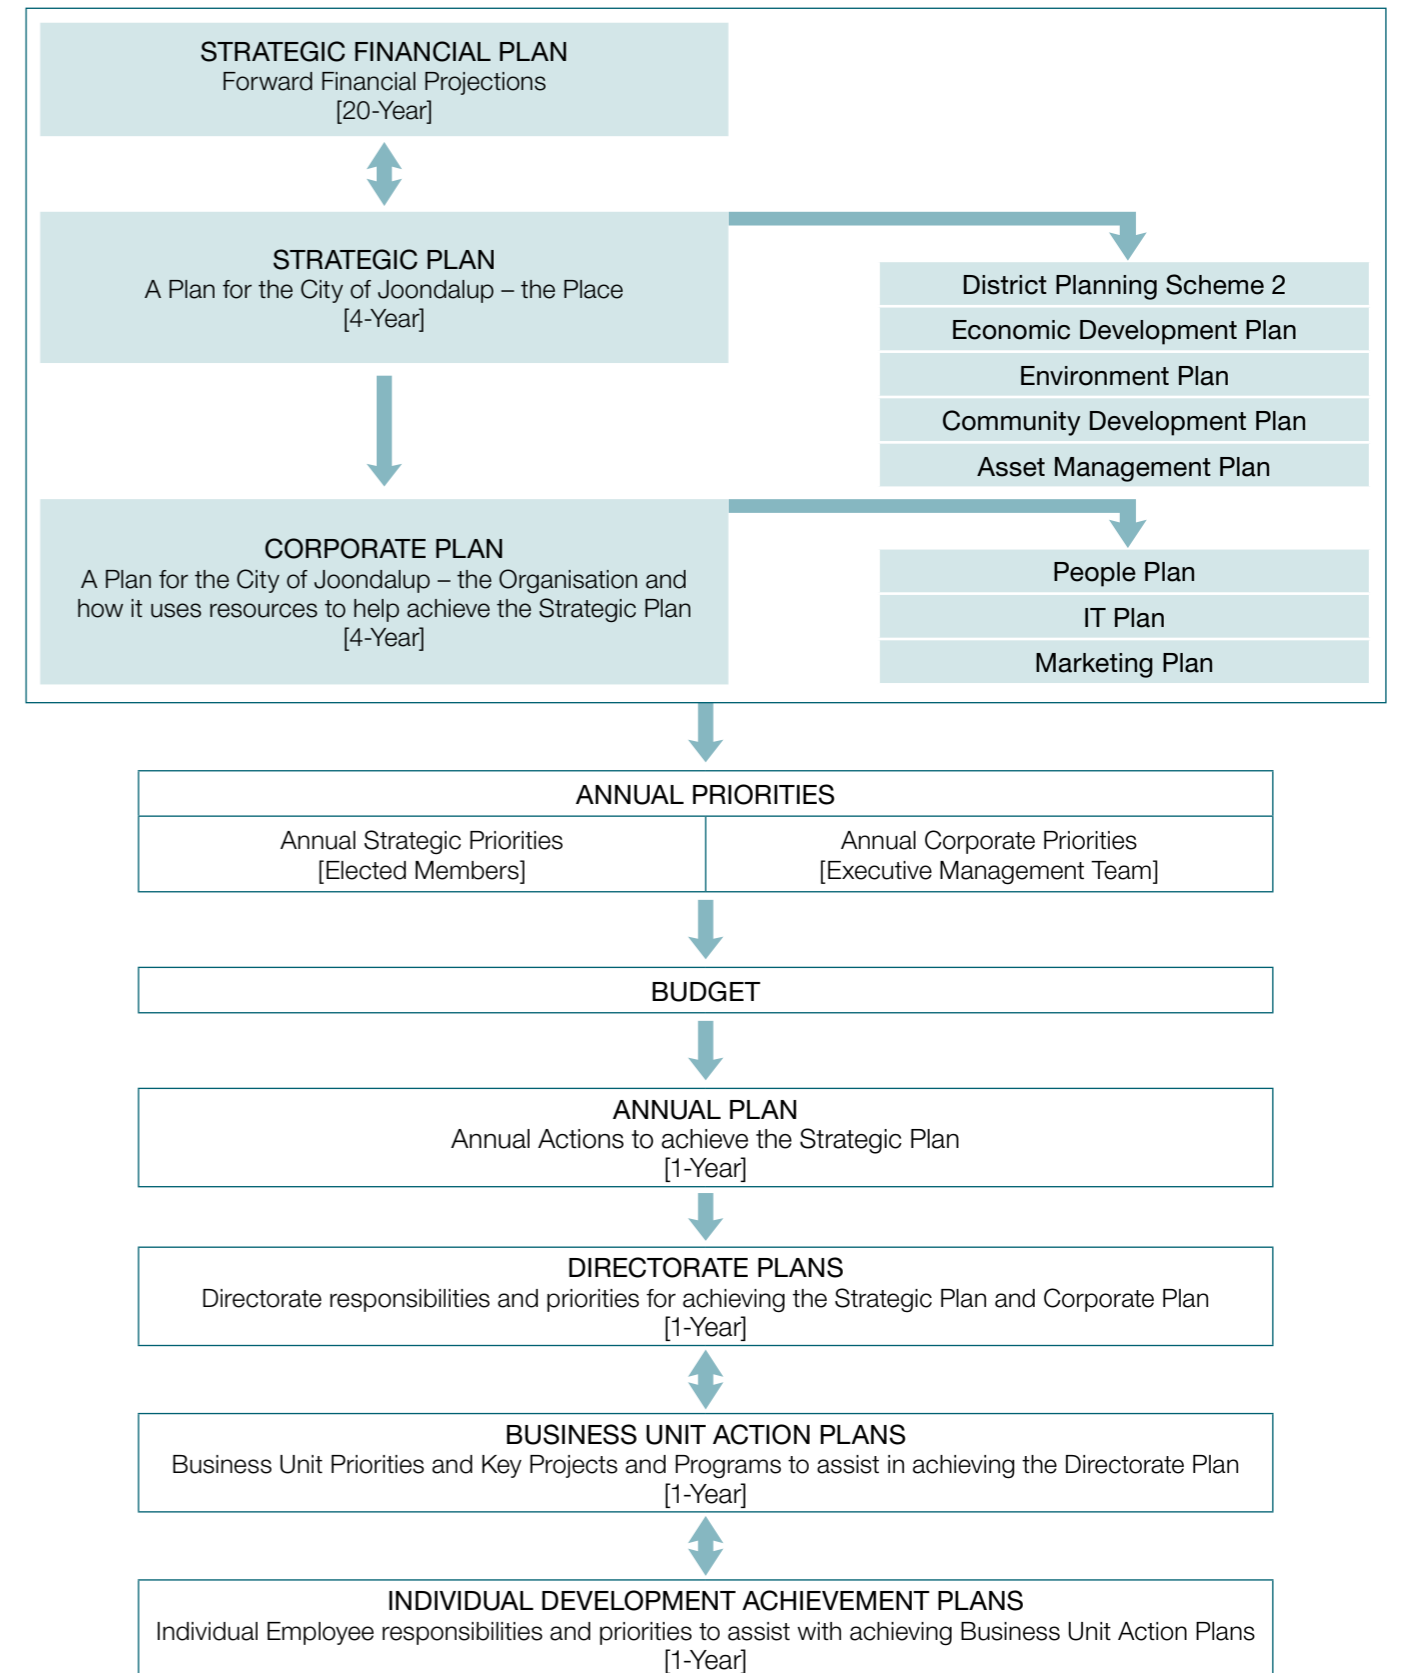 STRATEGIC FINANCIAL PLAN
Forward Financial Projections
[20-Year]
STRATEGIC PLAN
A Plan for the City of Joondalup – the Place
[4-Year]
District Planning Scheme 2
Economic Development Plan
Environment Plan
Community Development Plan
Asset Management Plan
CORPORATE PLAN
A Plan for the City of Joondalup – the Organisation and
how it uses resources to help achieve the Strategic Plan
[4-Year]
People Plan
IT Plan
Marketing Plan
ANNUAL PRIORITIES
Annual Strategic Priorities
[Elected Members]
Annual Corporate Priorities
[Executive Management Team]
BUDGET
ANNUAL PLAN
Annual Actions to achieve the Strategic Plan
[1-Year]
DIRECTORATE PLANS
Directorate responsibilities and priorities for achieving the Strategic Plan and Corporate Plan
[1-Year]
BUSINESS UNIT ACTION PLANS
Business Unit Priorities and Key Projects and Programs to assist in achieving the Directorate Plan
[1-Year]
INDIVIDUAL DEVELOPMENT ACHIEVEMENT PLANS
Individual Employee responsibilities and priorities to assist with achieving Business Unit Action Plans
[1-Year]